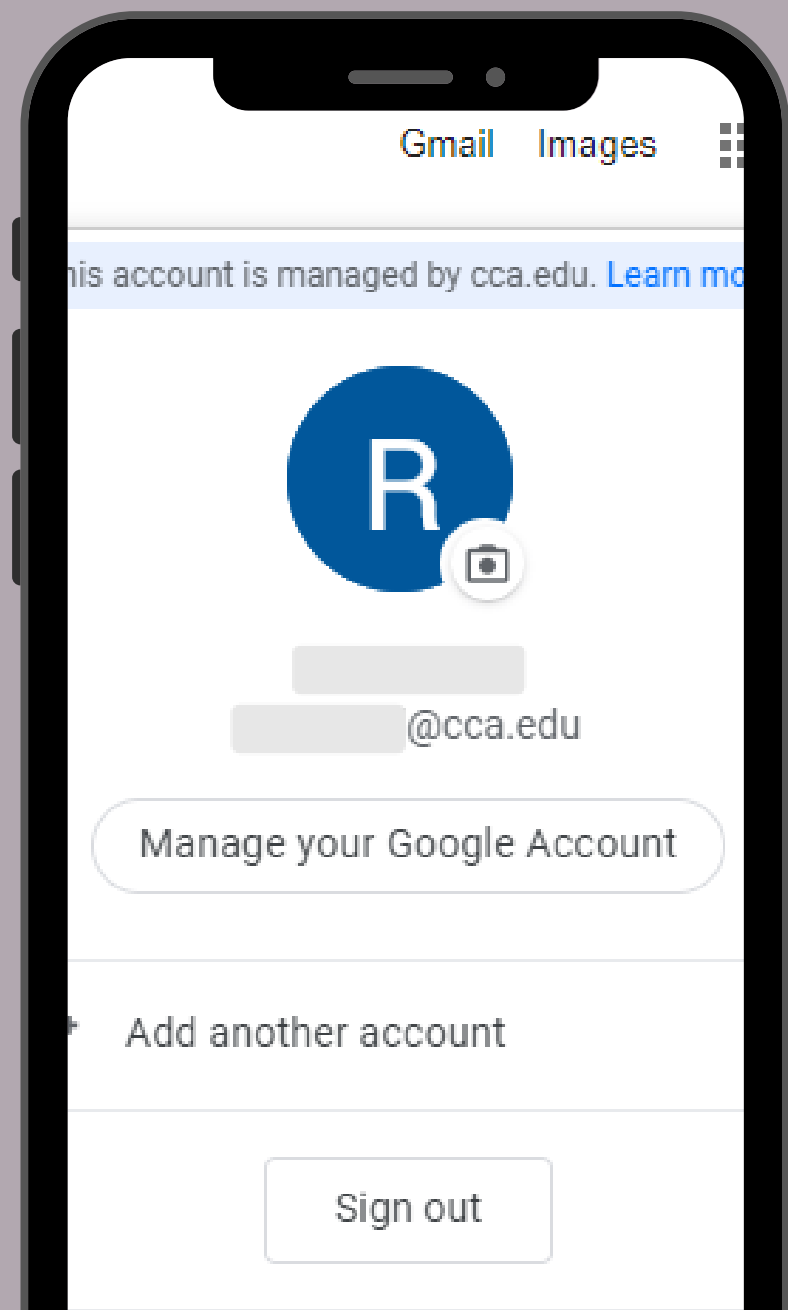 Gmail Images
his account is managed by cca.edu. Learn mo
R
@cca.edu
Manage your Google Account
Add another account
Sign out